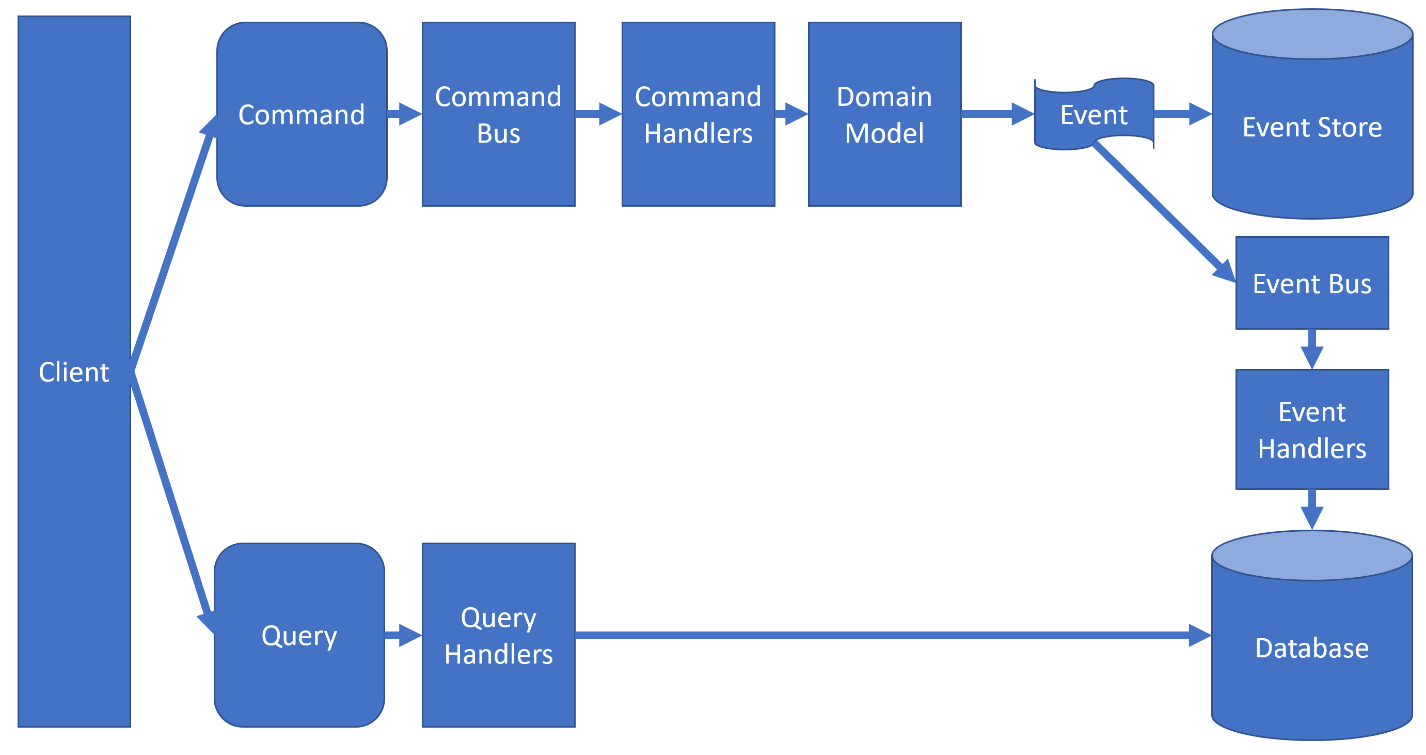 Client
Command
Command
Bus
Command
Handlers
Domain
Model
Event
Event Store
Event Bus
Event
Handlers
Query
Query
Handlers
Database